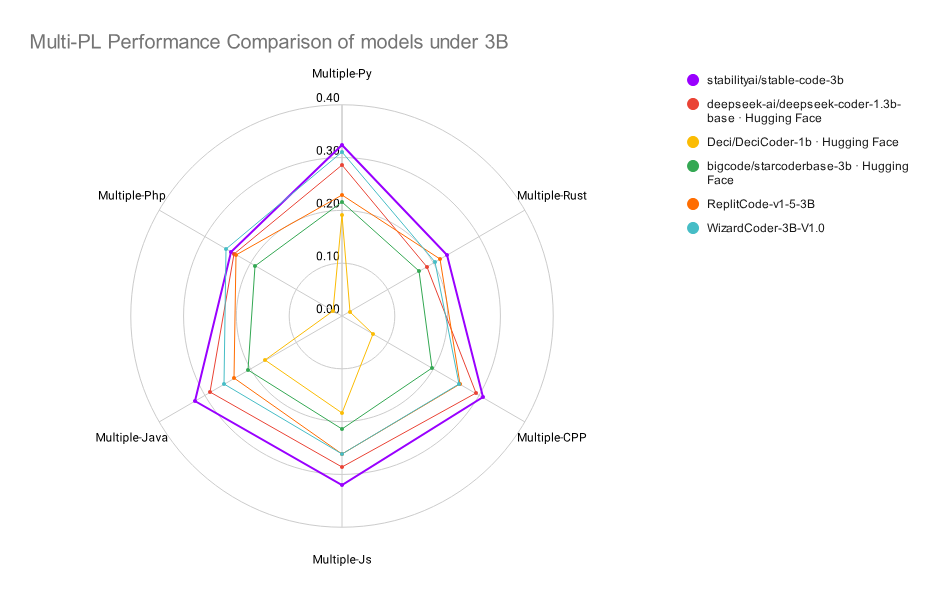 Multi-PL Performance Comparison of models under 3B
Multiple-Py
0.40
0.30
0.20
0.10
0.00
Multiple-Rust
Multiple-CPP
Multiple-Js
Multiple-Java
Multiple-Php
stabilityai/stable-code-3b
deepseek-ai/deepseek-coder-1.3b-
base · Hugging Face
Deci/DeciCoder-1b · Hugging Face
bigcode/starcoderbase-3b · Hugging
Face
ReplitCode-v1-5-3B
WizardCoder-3B-V1.0